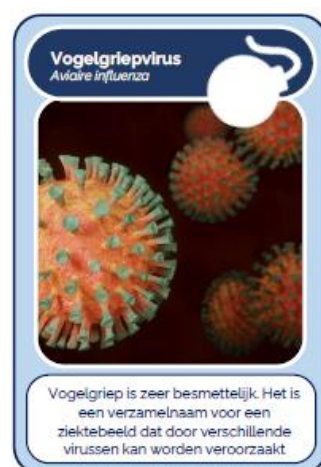 Vogelgriepvirus
Aviaire influenza
Vogelgriep is zeer besmettelijk. Het is
een verzamelnaam voor een
ziektebeeld dat door verschillende
virussen kan worden veroorzaakt